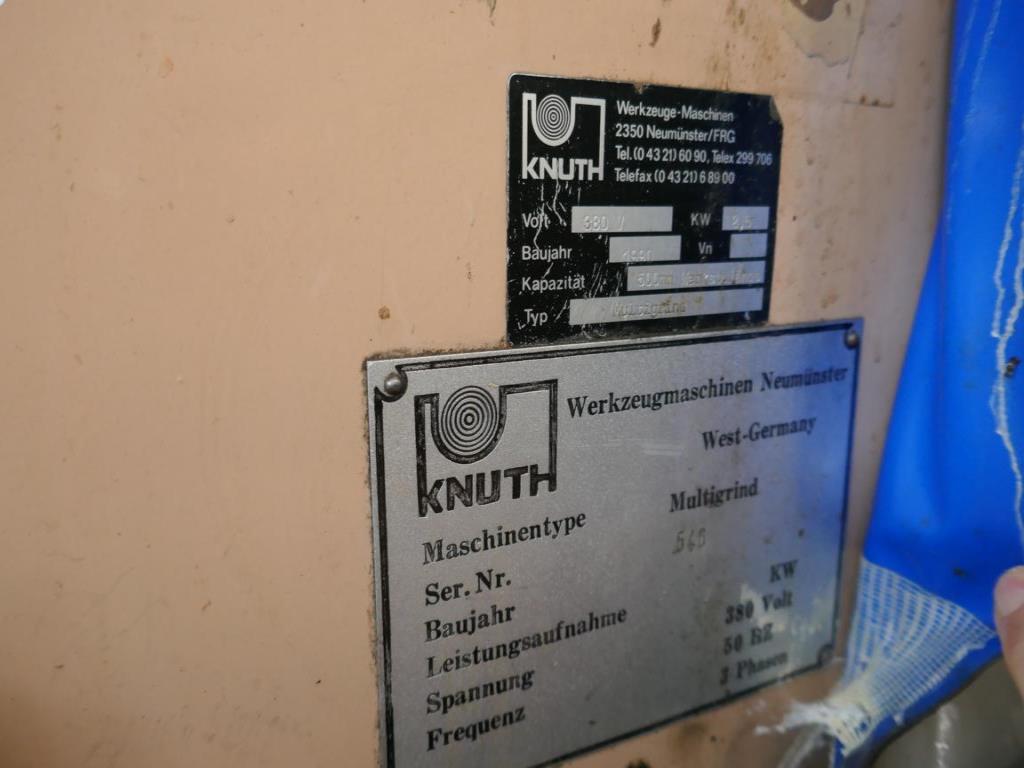 KNUTH
Werkzeuge-Maschinen
2350 Neumünster/FRG
Tel. (0 43 21) 60 90, Telex 299 706
Telefax (0 43 21) 6 89 00
Volt 380 V KW
Baujahr 1990 Vn
Kapazität
Typ Multigrind
KNUTH
Werkzeugmaschinen Neumünster
West-Germany
Maschinentype Multigrind
Ser. Nr.
Baujahr
Leistungsaufnahme KW
Spannung 380 Volt
Frequenz 50 HZ
3 Phasen